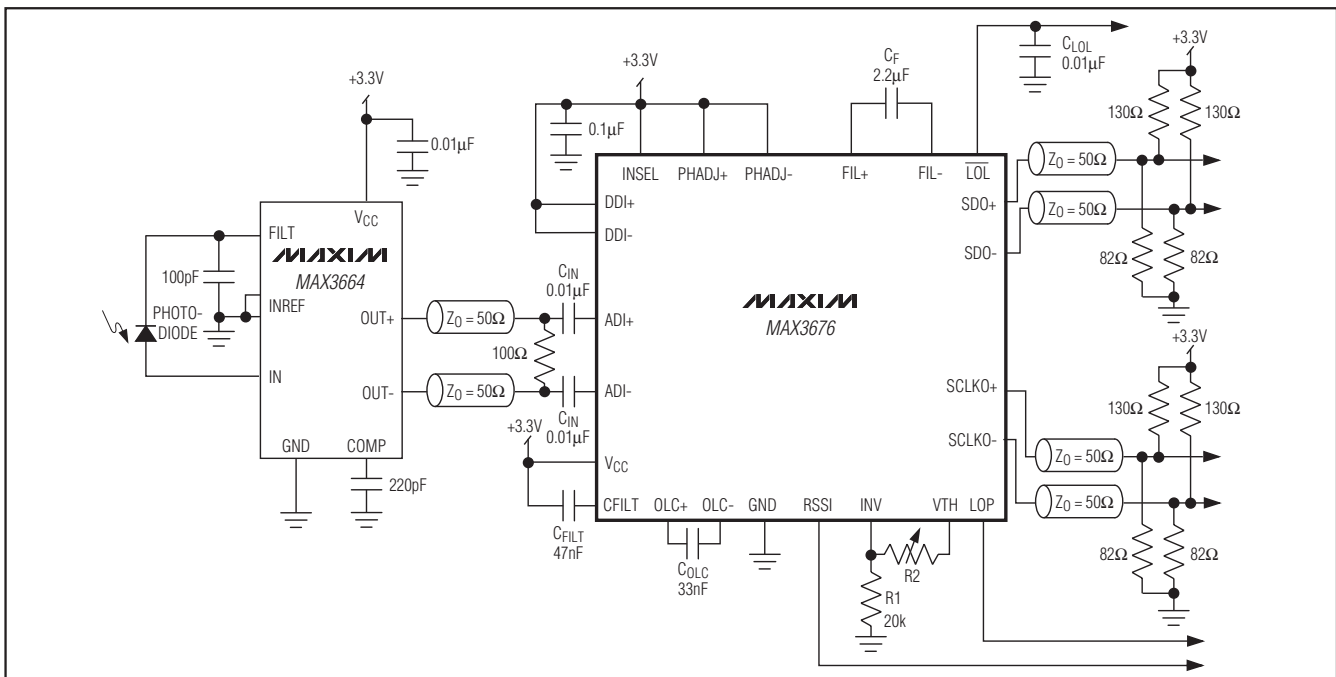 +3.3V
0.01µF
VCC
FILT
MAXIM
MAX3664
100pF
INREF
PHOTO-
DIODE
IN
OUT+
OUT-
GND
COMP
220pF
Z0 = 50Ω
Z0 = 50Ω
CIN
0.01µF
100Ω
CIN
0.01µF
+3.3V
0.1µF
CF
2.2µF
CLOL
0.01µF
INSEL
PHADJ+
PHADJ-
FIL+
FIL-
LOL
DDI+
DDI-
ADI+
ADI-
MAXIM
MAX3676
SDO+
SDO-
SCLKO+
SCLKO-
+3.3V
VCC
CFILT
OLC+
OLC-
GND
RSSI
INV
VTH
LOP
CFILT
47nF
COLC
33nF
R2
R1
20k
+3.3V
130Ω
130Ω
Z0 = 50Ω
Z0 = 50Ω
82Ω
82Ω
+3.3V
130Ω
130Ω
Z0 = 50Ω
Z0 = 50Ω
82Ω
82Ω